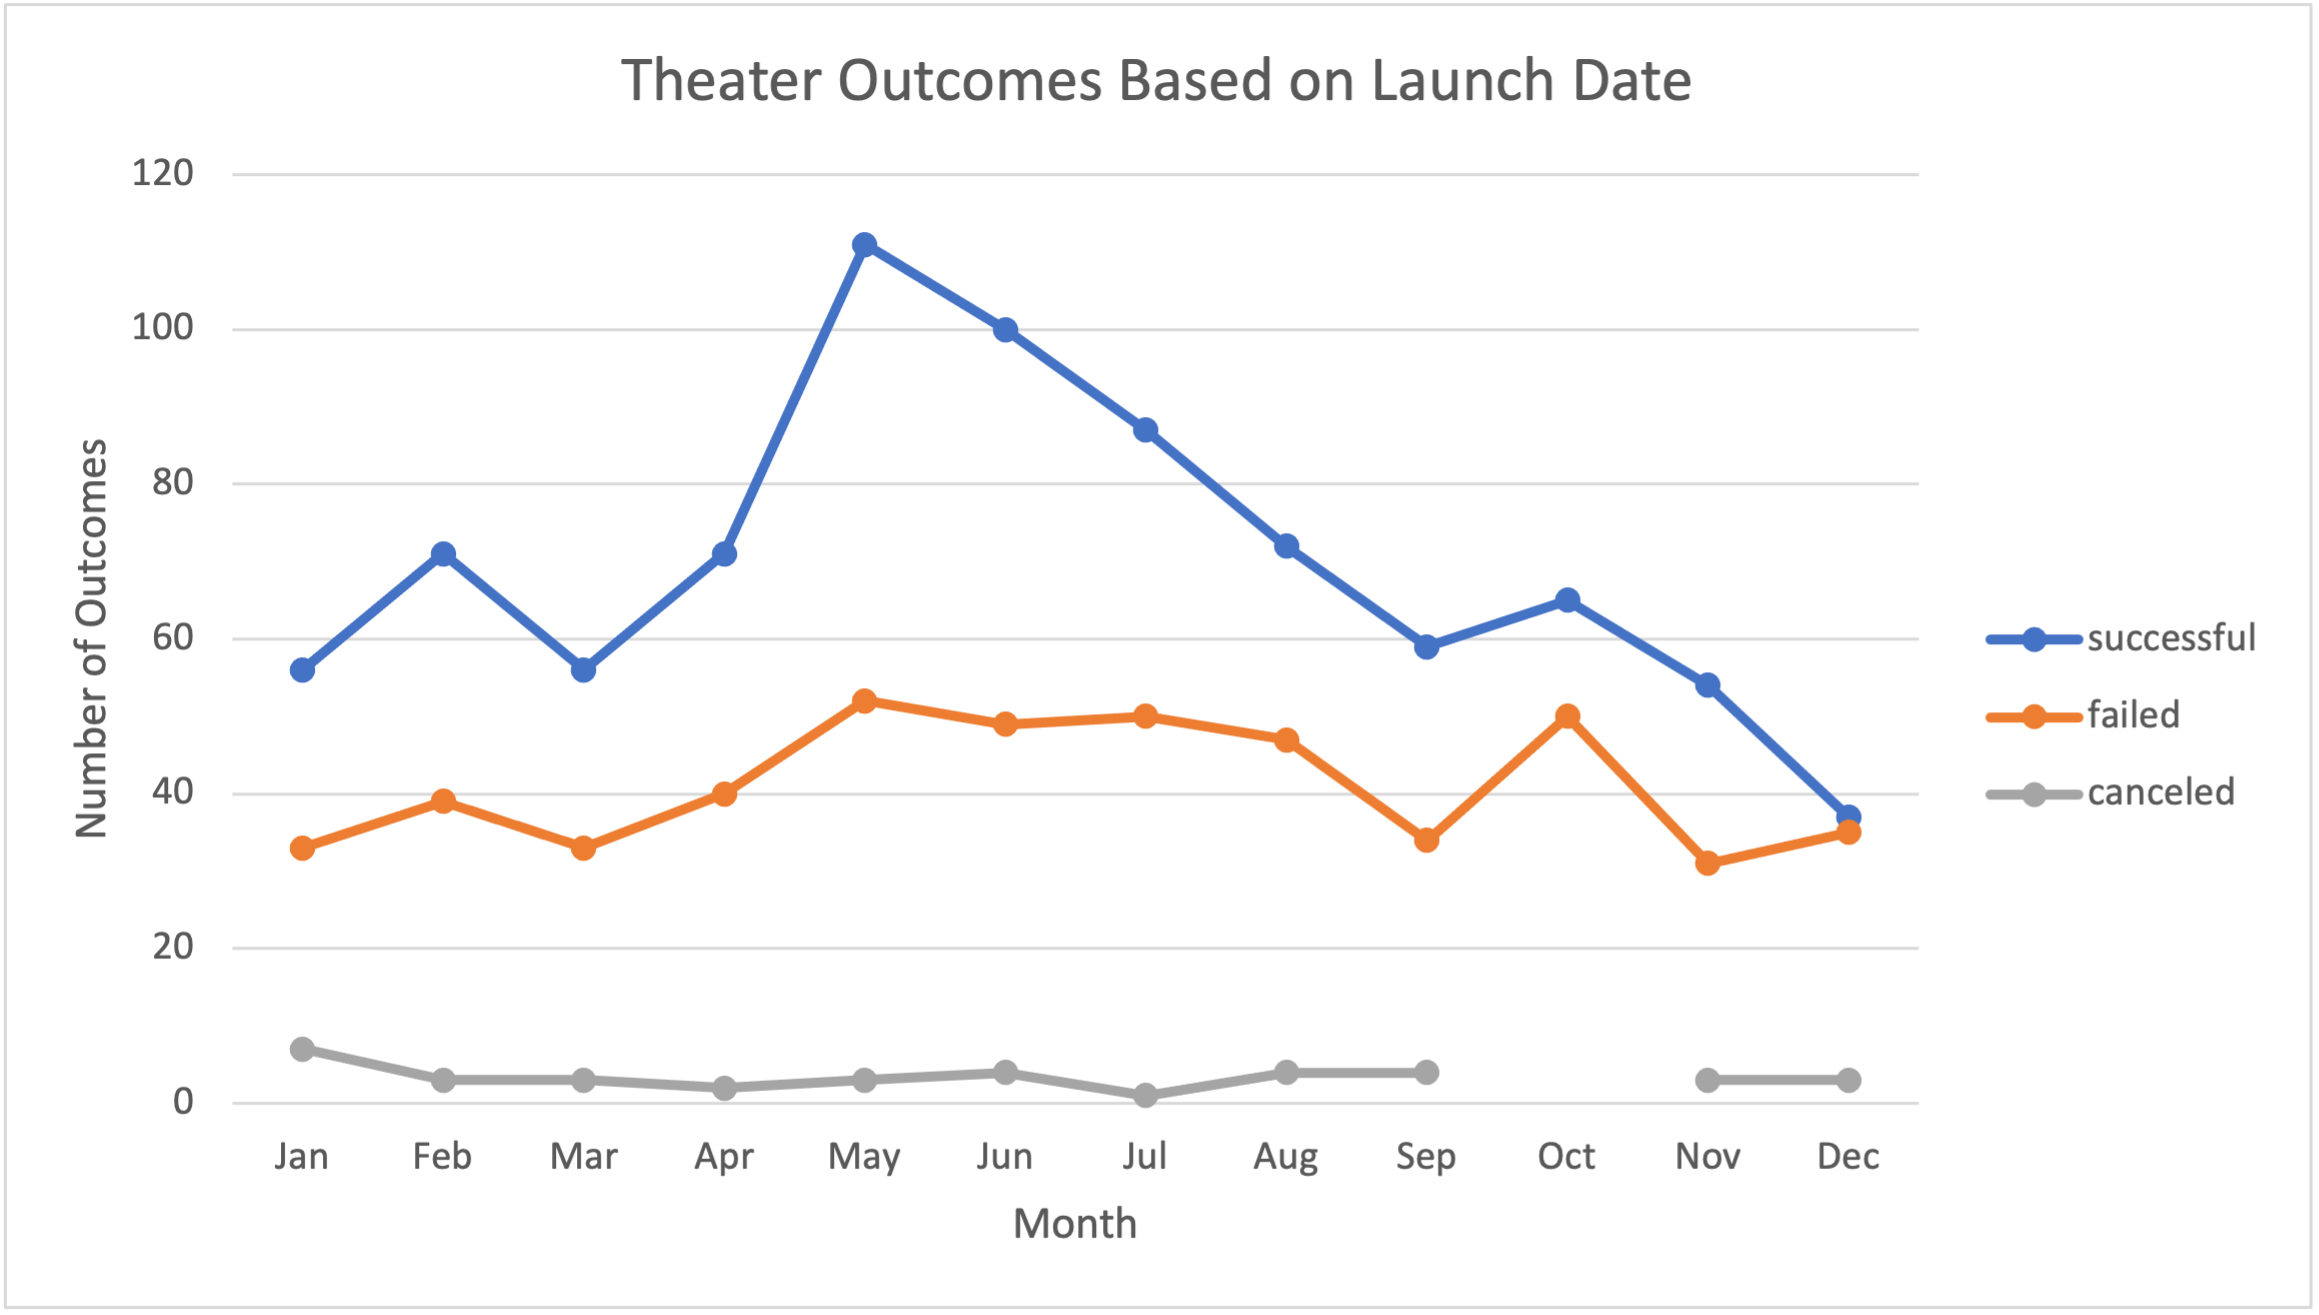 Theater Outcomes Based on Launch Date
120
100
80
60
40
20
0
Number of Outcomes
Jan Feb Mar Apr May Jun Jul Aug Sep Oct Nov Dec
Month
successful
failed
canceled